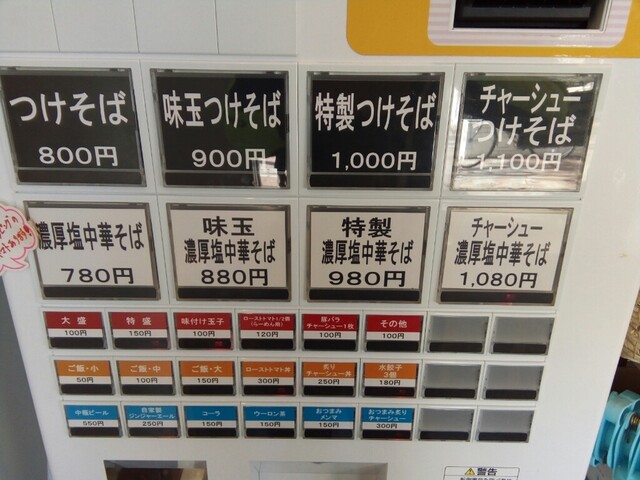 つけそば
800円
味玉つけそば
900円
特製つけそば
1,000円
チャーシュー
つけそば
1,100円
濃厚塩中華そば
780円
味玉
濃厚塩中華そば
880円
特製
濃厚塩中華そば
980円
チャーシュー
濃厚塩中華そば
1,080円
大盛
100円
特盛
150円
味付け玉子
100円
ローストトマト1/2個
(らーめん用)
120円
豚バラ
チャーシュー1枚
100円
その他
100円
ご飯・小
50円
ご飯・中
100円
ご飯・大
150円
ローストトマト丼
300円
炙り
チャーシュー丼
250円
水餃子
3個
180円
中瓶ビール
550円
自家製
ジンジャーエール
250円
コーラ
150円
ウーロン茶
150円
おつまみ
メンマ
150円
おつまみ炙り
チャーシュー
300円
警告